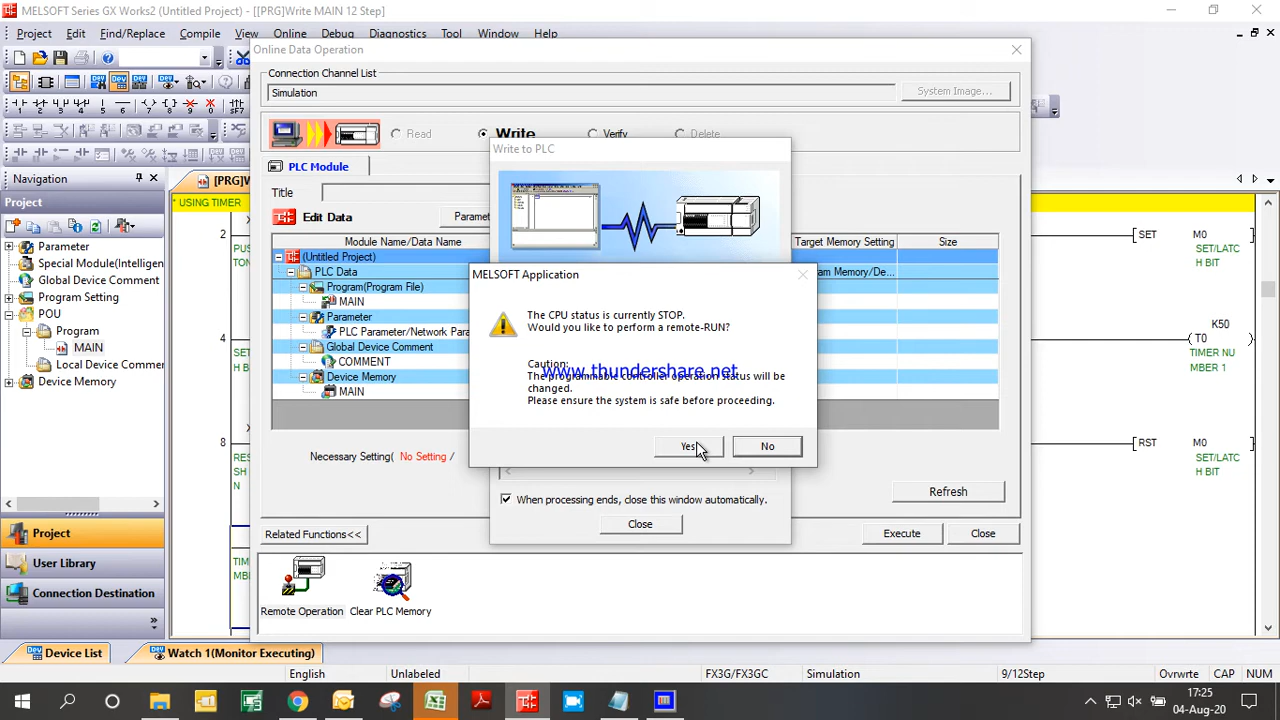 MELSOFT Series GX Works2 (Untitled Project) - [[PRG]Write MAIN 12 Step]
Project Edit Find/Replace Compile View Online Debug Diagnostics Tool Window Help
Online Data Operation
Connection Channel List
Simulation
System Image...
Read
Write
Verify
Delete
PLC Module
Title
Edit Data
Module Name/Data Name
Target Memory Setting
Size
(Untitled Project)
PLC Data
Program(Program File)
MAIN
Parameter
PLC Parameter/Network Para
Global Device Comment
COMMENT
Device Memory
MAIN
Necessary Setting( No Setting /
Refresh
Related Functions<<
Execute
Close
Remote Operation
Clear PLC Memory
Write to PLC
When processing ends, close this window automatically.
Close
MELSOFT Application
The CPU status is currently STOP.
Would you like to perform a remote-RUN?
Caution:
The programmable controller operation status will be
changed.
Please ensure the system is safe before proceeding.
www.thundershare.net
Yes
No
Navigation
Project
Parameter
Special Module(Intelligen
Global Device Comment
Program Setting
POU
Program
MAIN
Local Device Comme
Device Memory
Project
User Library
Connection Destination
[PRG]W
* USING TIMER
2
4
8
SET M0
SET/LATC
H BIT
K50
T0
TIMER NU
MBER 1
RST M0
SET/LATC
H BIT
Device List
Watch 1(Monitor Executing)
English
Unlabeled
FX3G/FX3GC
Simulation
9/12Step
Ovrwrte
CAP
NUM
17:25
04-Aug-20